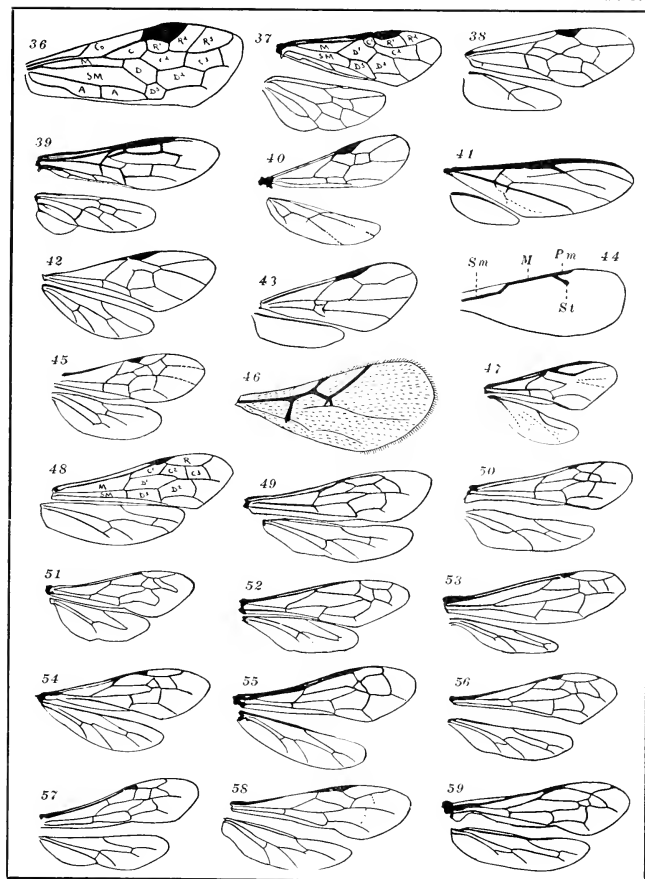 36 Co C R¹ R² R³
M D C¹ C² C³
SM D²
A A D³
37 M D¹ C R¹ R²
SM D³ D² C²
38
39
40
41
42
43
Sm M Pm 44
St
45
46
47
48 R
C¹ C² C³
M D¹
SM D³ D²
49
50
51
52
53
54
55
56
57
58
59